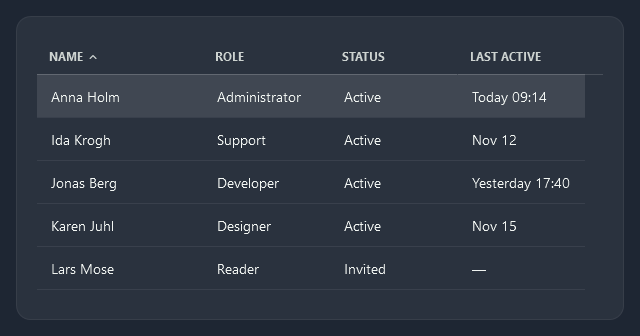 NAME ROLE STATUS LAST ACTIVE
Anna Holm Administrator Active Today 09:14
Ida Krogh Support Active Nov 12
Jonas Berg Developer Active Yesterday 17:40
Karen Juhl Designer Active Nov 15
Lars Mose Reader Invited —